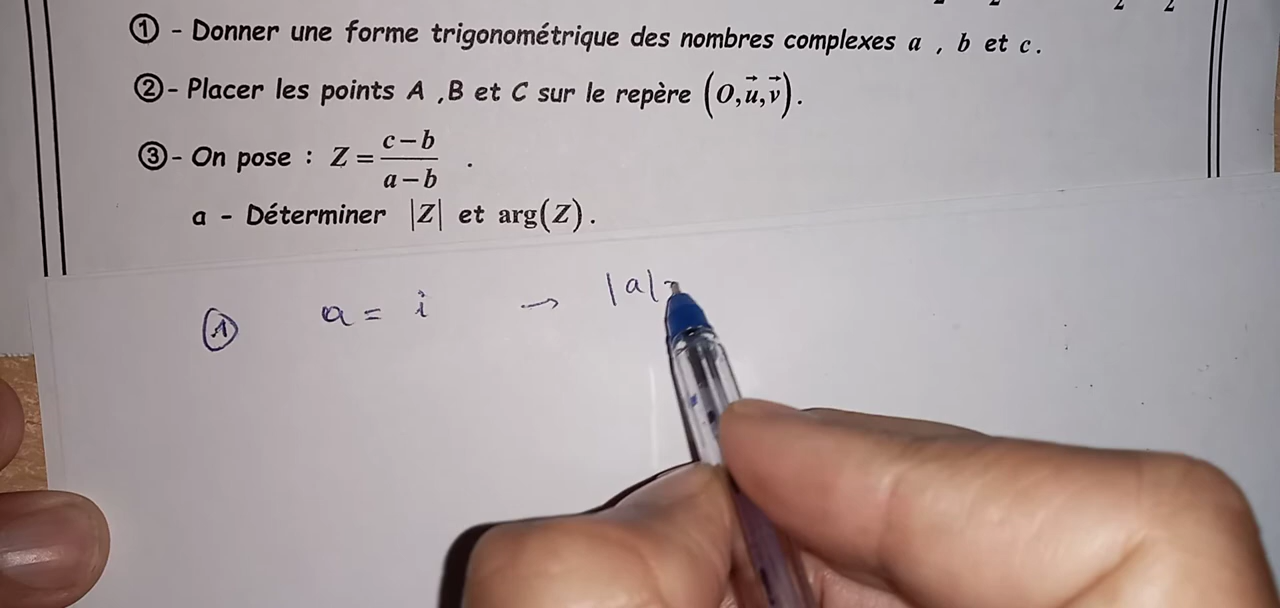 ① - Donner une forme trigonométrique des nombres complexes a , b et c .
②- Placer les points A ,B et C sur le repère (O,u⃗,v⃗).
③- On pose : Z = (c-b)/(a-b) .
a - Déterminer |Z| et arg(Z).
① a = i → |a| =